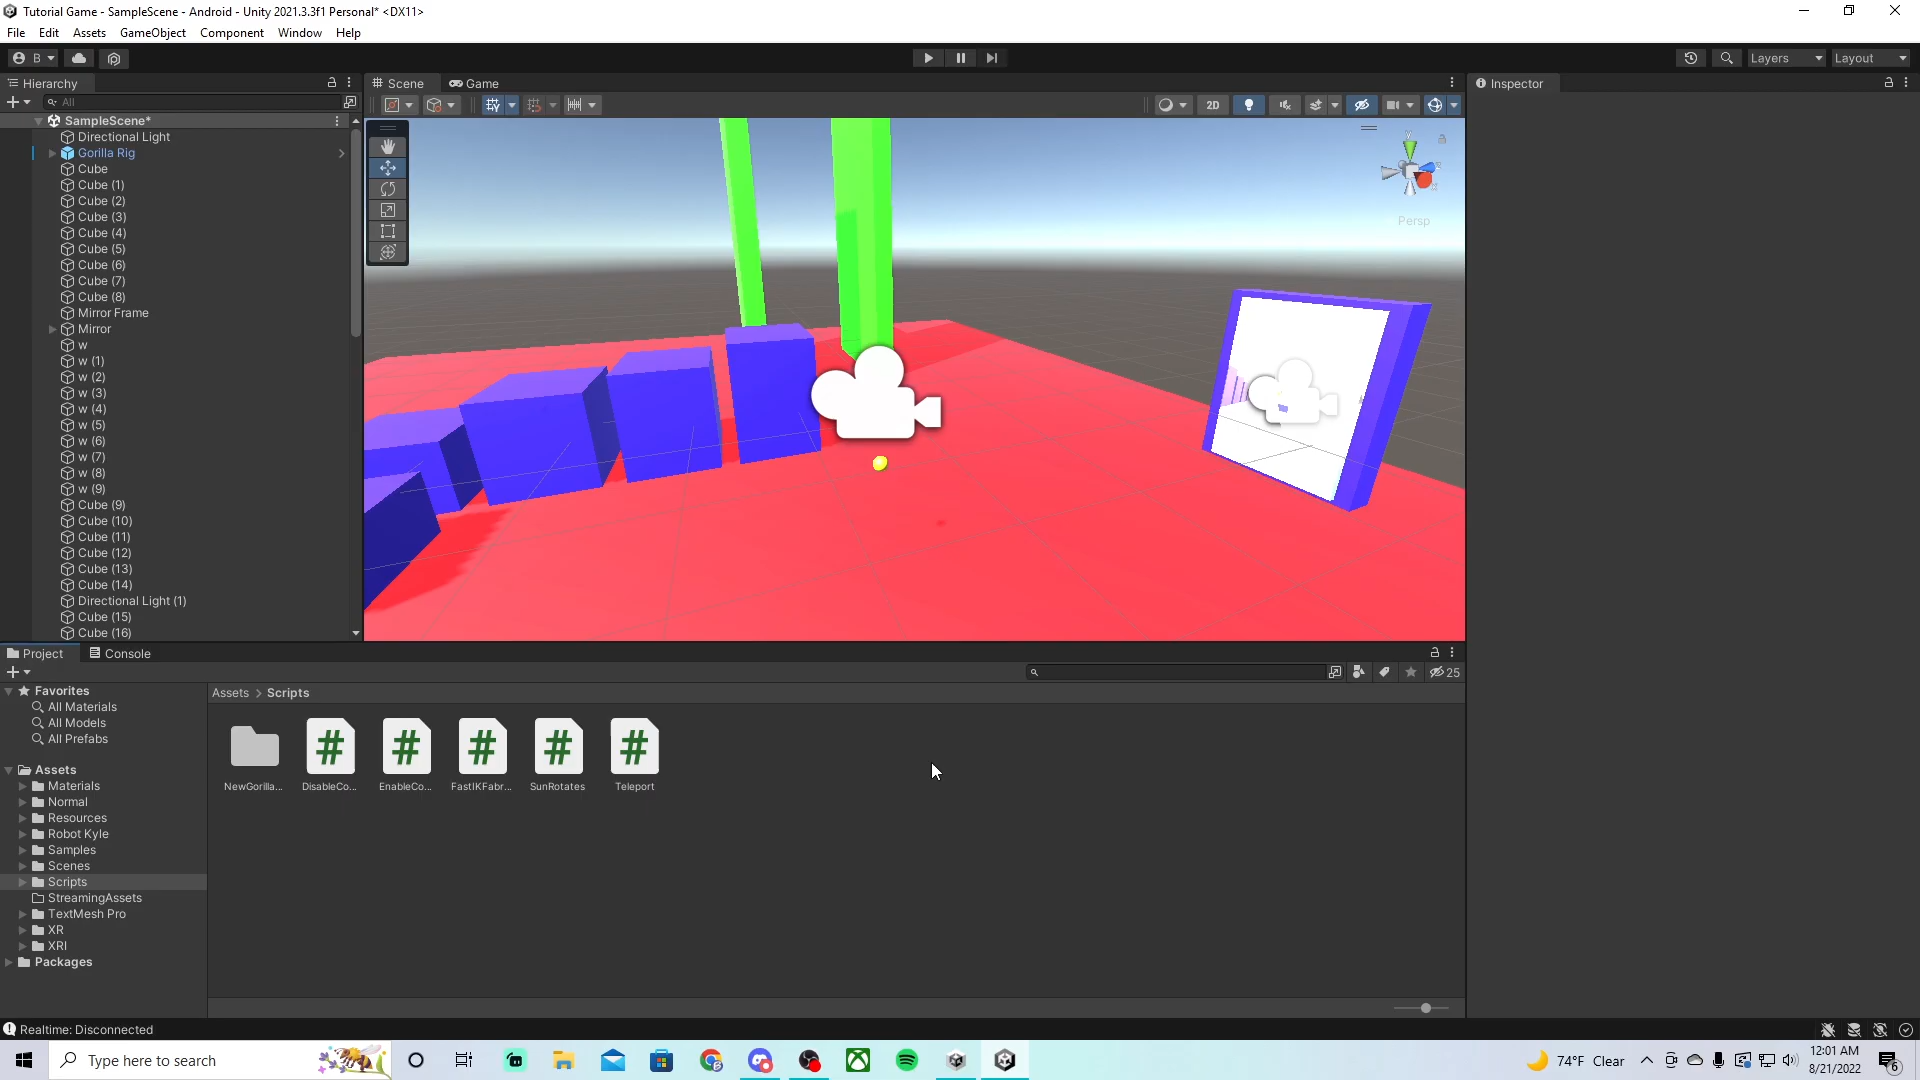 Tutorial Game - SampleScene - Android - Unity 2021.3.3f1 Personal* <DX11>
File Edit Assets GameObject Component Window Help
B Layers Layout
Hierarchy
All
SampleScene*
Directional Light
Gorilla Rig
Cube
Cube (1)
Cube (2)
Cube (3)
Cube (4)
Cube (5)
Cube (6)
Cube (7)
Cube (8)
Mirror Frame
Mirror
w
w (1)
w (2)
w (3)
w (4)
w (5)
w (6)
w (7)
w (8)
w (9)
Cube (9)
Cube (10)
Cube (11)
Cube (12)
Cube (13)
Cube (14)
Directional Light (1)
Cube (15)
Cube (16)
Scene Game
2D
Persp
Inspector
Project Console
25
Favorites
All Materials
All Models
All Prefabs
Assets
Materials
Normal
Resources
Robot Kyle
Samples
Scenes
Scripts
StreamingAssets
TextMesh Pro
XR
XRI
Packages
Assets > Scripts
NewGorilla... DisableCo... EnableCo... FastIKFabr... SunRotates Teleport
Realtime: Disconnected
Type here to search
74°F Clear
12:01 AM
8/21/2022
6